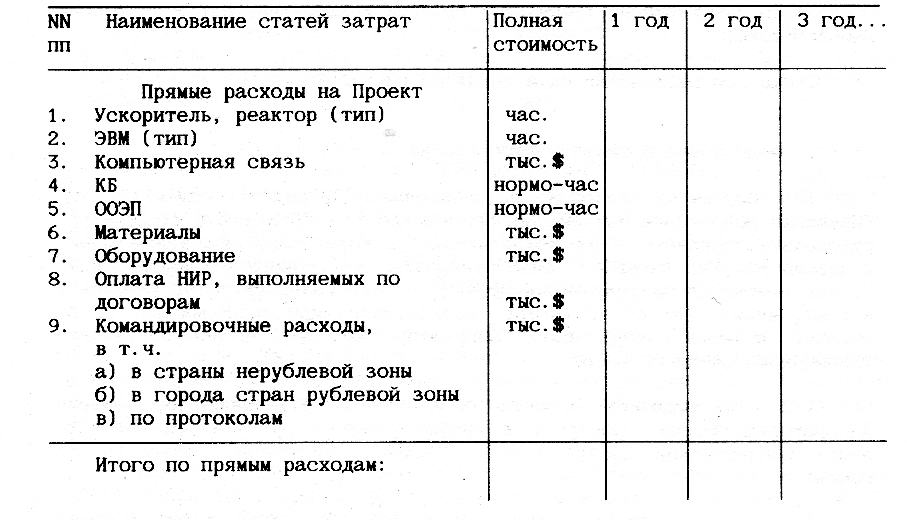 NN Наименование статей затрат Полная 1 год 2 год 3 год...
пп стоимость
Прямые расходы на Проект
1. Ускоритель, реактор (тип) час.
2. ЭВМ (тип) час.
3. Компьютерная связь тыс.$
4. КБ нормо-час
5. ООЭП нормо-час
6. Материалы тыс.$
7. Оборудование тыс.$
8. Оплата НИР, выполняемых по
договорам тыс.$
9. Командировочные расходы, тыс.$
в т.ч.
а) в страны нерублевой зоны
б) в города стран рублевой зоны
в) по протоколам
Итого по прямым расходам: